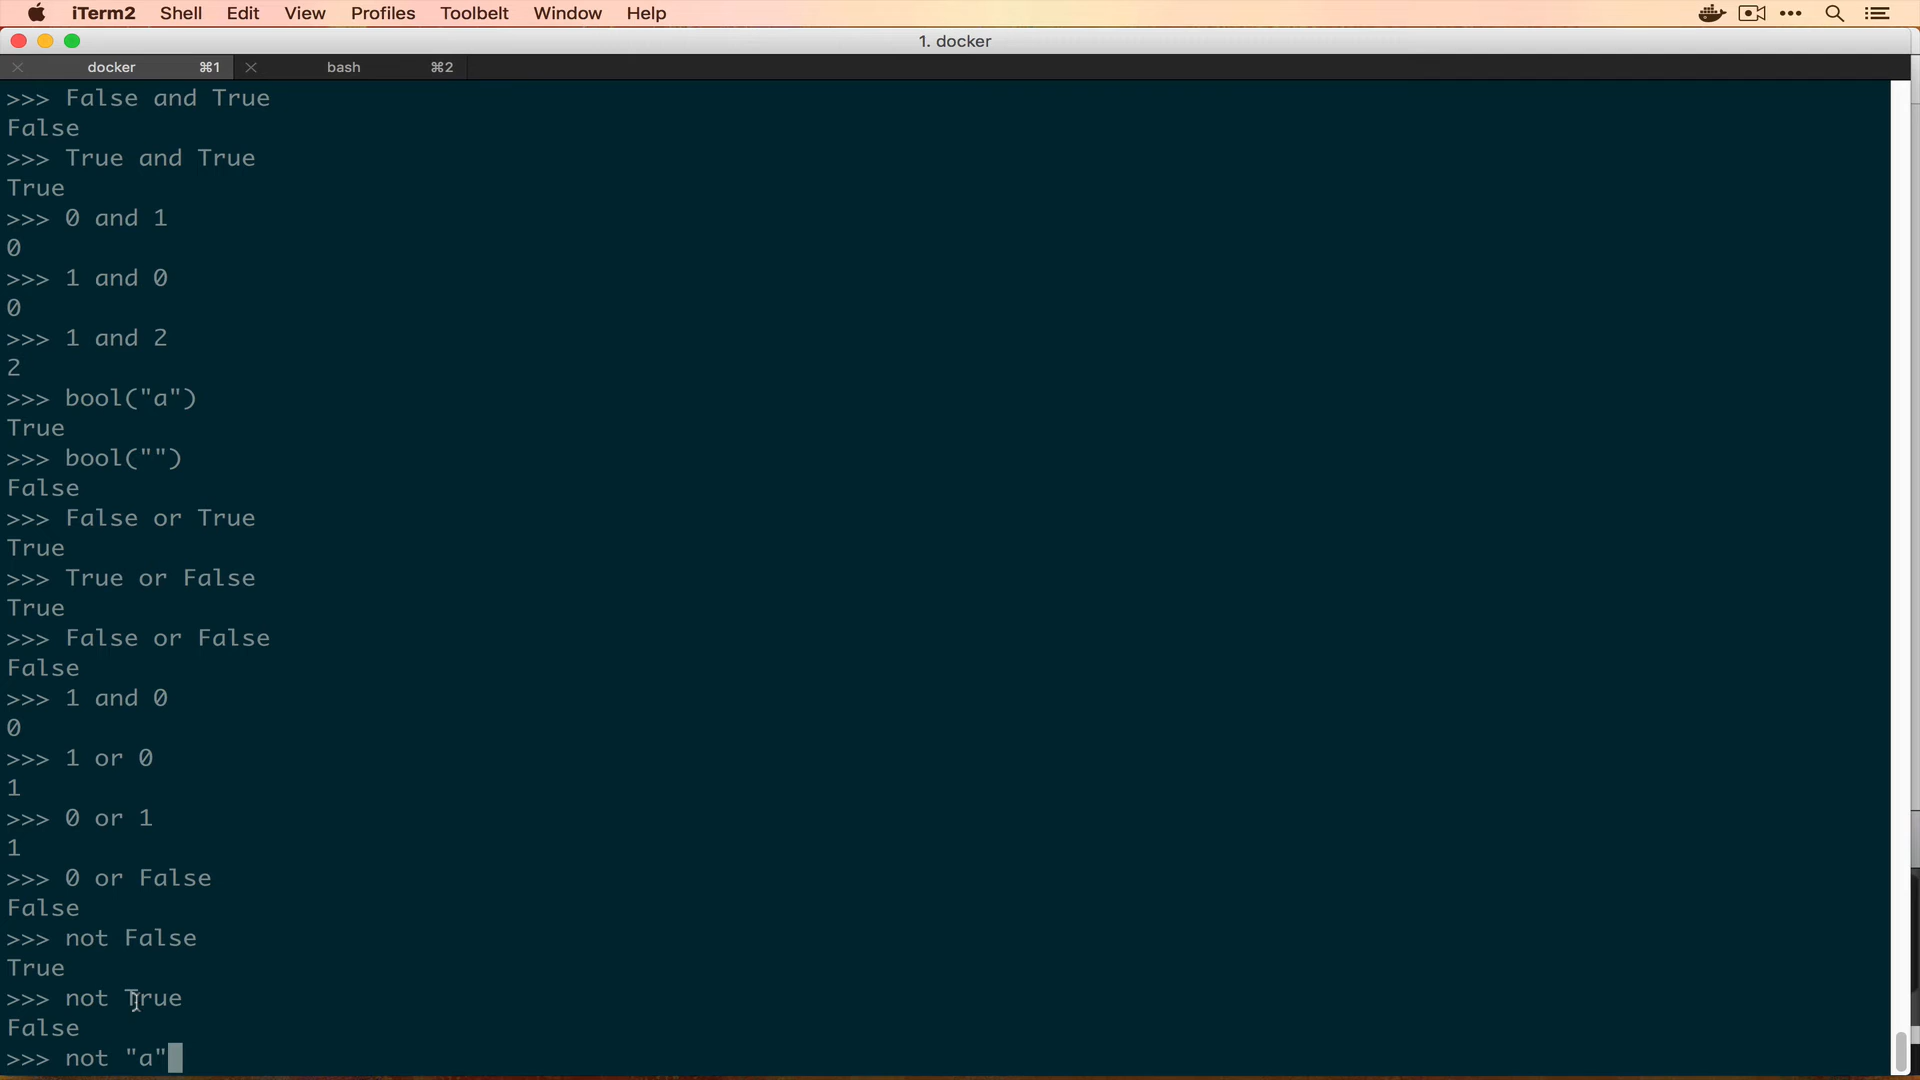 iTerm2 Shell Edit View Profiles Toolbelt Window Help
1. docker
docker ⌘1 bash ⌘2
>>> False and True
False
>>> True and True
True
>>> 0 and 1
0
>>> 1 and 0
0
>>> 1 and 2
2
>>> bool("a")
True
>>> bool("")
False
>>> False or True
True
>>> True or False
True
>>> False or False
False
>>> 1 and 0
0
>>> 1 or 0
1
>>> 0 or 1
1
>>> 0 or False
False
>>> not False
True
>>> not True
False
>>> not "a"